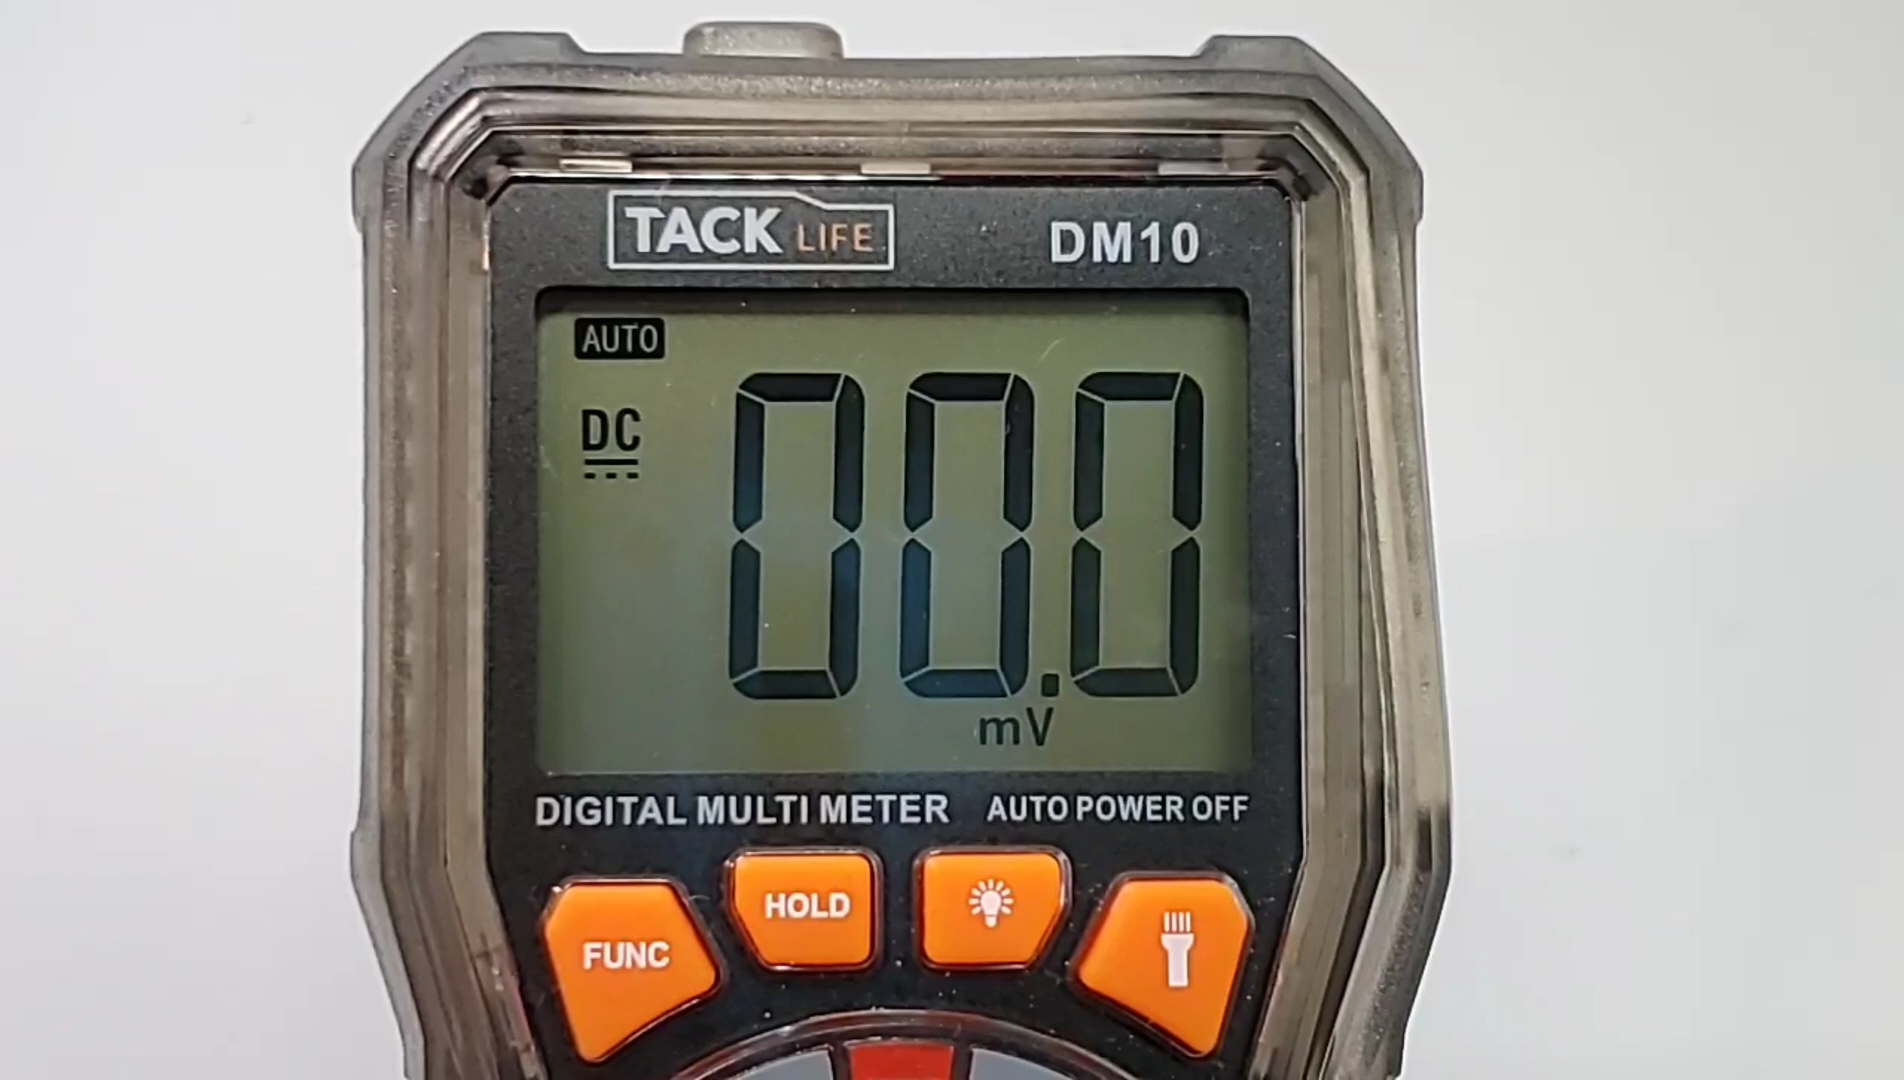 TACK LIFE DM10
AUTO
DC
00.0
mV
DIGITAL MULTI METER AUTO POWER OFF
HOLD
FUNC